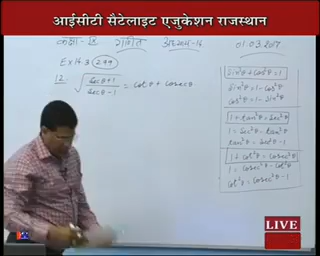 आईसीटी सैटेलाइट एजुकेशन राजस्थान
कक्षा - X गणित अध्याय-14 01.03.2017
Ex 14.3 (299)
12. √(secθ+1 / secθ-1) = cotθ + cosecθ
sin²θ + cos²θ = 1
sin²θ = 1 - cos²θ
cos²θ = 1 - sin²θ
1 + tan²θ = sec²θ
1 = sec²θ - tan²θ
tan²θ = sec²θ - 1
1 + cot²θ = cosec²θ
1 = cosec²θ - cot²θ
cot²θ = cosec²θ - 1
LIVE